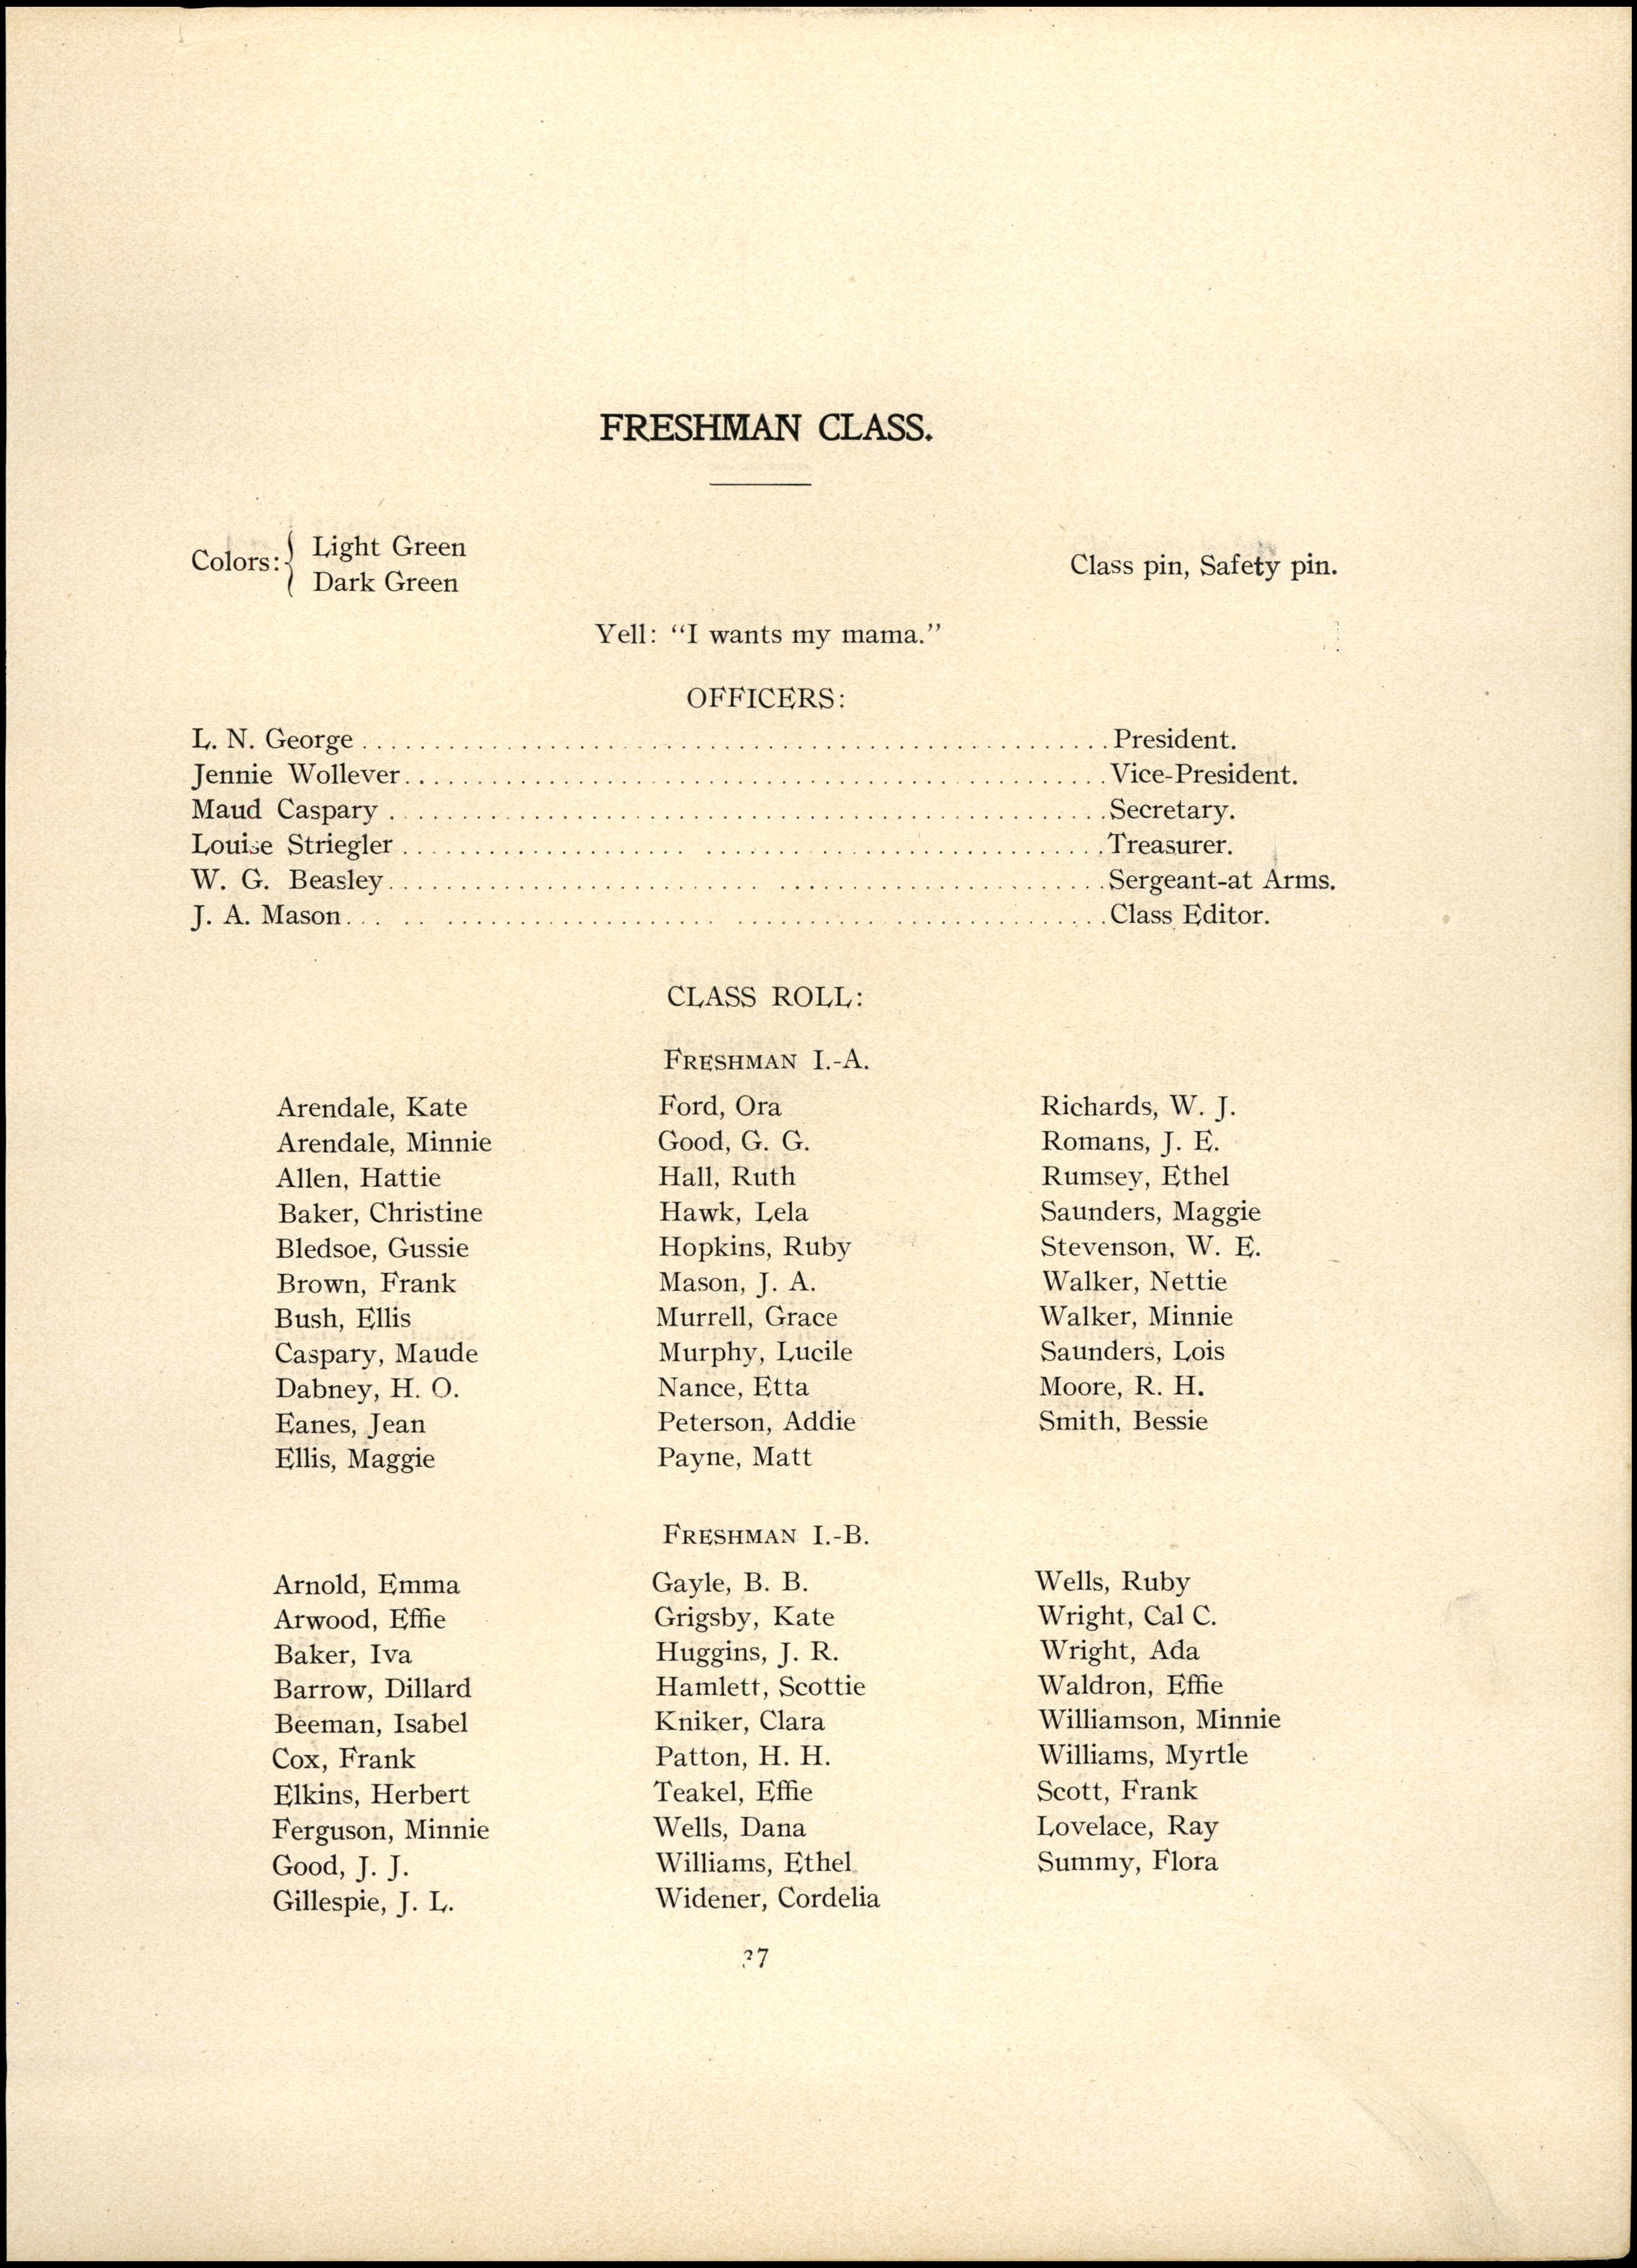 FRESHMAN CLASS.
Colors: { Light Green
Dark Green
Class pin, Safety pin.
Yell: “I wants my mama.”
OFFICERS:
L. N. George........................................President.
Jennie Wollever........................................Vice-President.
Maud Caspary........................................Secretary.
Louise Striegler........................................Treasurer.
W. G. Beasley........................................Sergeant-at Arms.
J. A. Mason........................................Class Editor.
CLASS ROLL:
FRESHMAN I.-A.
Arendale, Kate
Arendale, Minnie
Allen, Hattie
Baker, Christine
Bledsoe, Gussie
Brown, Frank
Bush, Ellis
Caspary, Maude
Dabney, H. O.
Eanes, Jean
Ellis, Maggie
Ford, Ora
Good, G. G.
Hall, Ruth
Hawk, Lela
Hopkins, Ruby
Mason, J. A.
Murrell, Grace
Murphy, Lucile
Nance, Etta
Peterson, Addie
Payne, Matt
Richards, W. J.
Romans, J. E.
Rumsey, Ethel
Saunders, Maggie
Stevenson, W. E.
Walker, Nettie
Walker, Minnie
Saunders, Lois
Moore, R. H.
Smith, Bessie
FRESHMAN I.-B.
Arnold, Emma
Arwood, Effie
Baker, Iva
Barrow, Dillard
Beeman, Isabel
Cox, Frank
Elkins, Herbert
Ferguson, Minnie
Good, J. J.
Gillespie, J. L.
Gayle, B. B.
Grigsby, Kate
Huggins, J. R.
Hamlett, Scottie
Kniker, Clara
Patton, H. H.
Teakel, Effie
Wells, Dana
Williams, Ethel
Widener, Cordelia
Wells, Ruby
Wright, Cal C.
Wright, Ada
Waldron, Effie
Williamson, Minnie
Williams, Myrtle
Scott, Frank
Lovelace, Ray
Summy, Flora
37